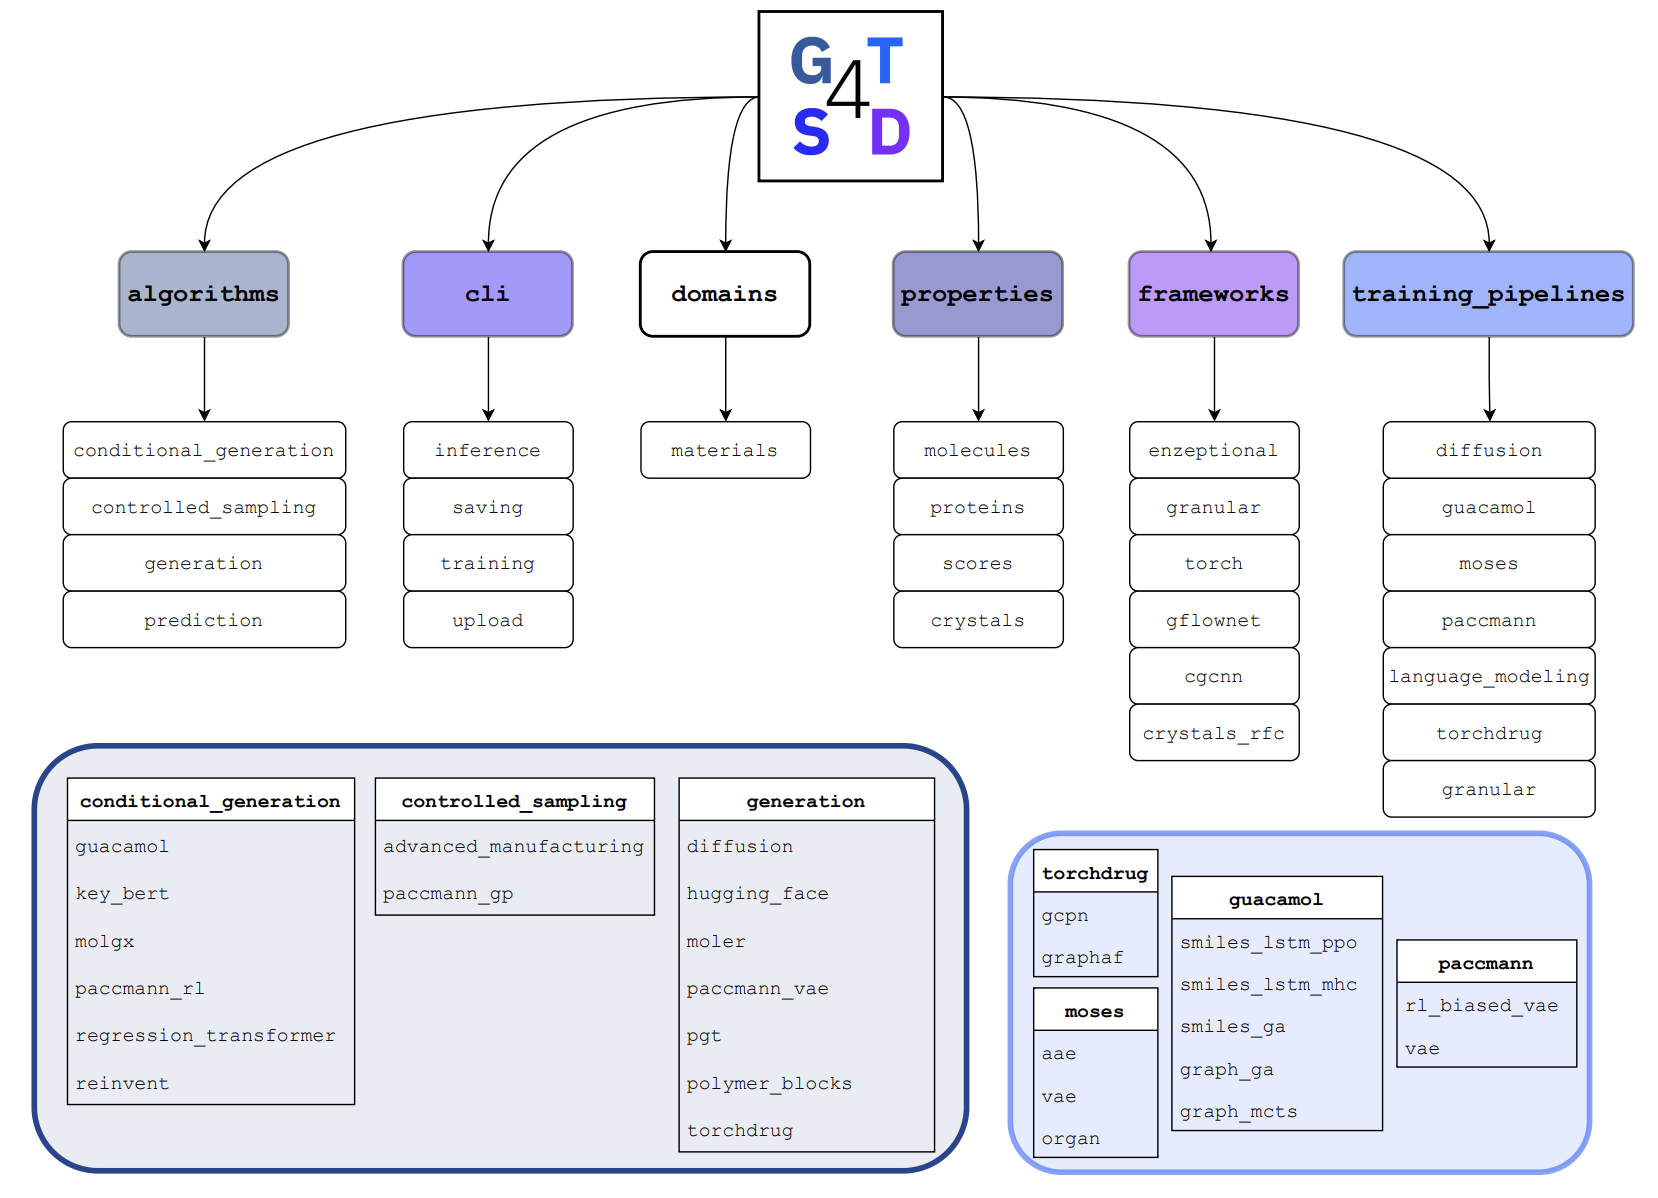 G T
4
S D
algorithms
cli
domains
properties
frameworks
training_pipelines
conditional_generation
controlled_sampling
generation
prediction
inference
saving
training
upload
materials
molecules
proteins
scores
crystals
enzeptional
granular
torch
gflownet
cgcnn
crystals_rfc
diffusion
guacamol
moses
paccmann
language_modeling
torchdrug
granular
conditional_generation
guacamol
key_bert
molgx
paccmann_rl
regression_transformer
reinvent
controlled_sampling
advanced_manufacturing
paccmann_gp
generation
diffusion
hugging_face
moler
paccmann_vae
pgt
polymer_blocks
torchdrug
torchdrug
gcpn
graphaf
moses
aae
vae
organ
guacamol
smiles_lstm_ppo
smiles_lstm_mhc
smiles_ga
graph_ga
graph_mcts
paccmann
rl_biased_vae
vae